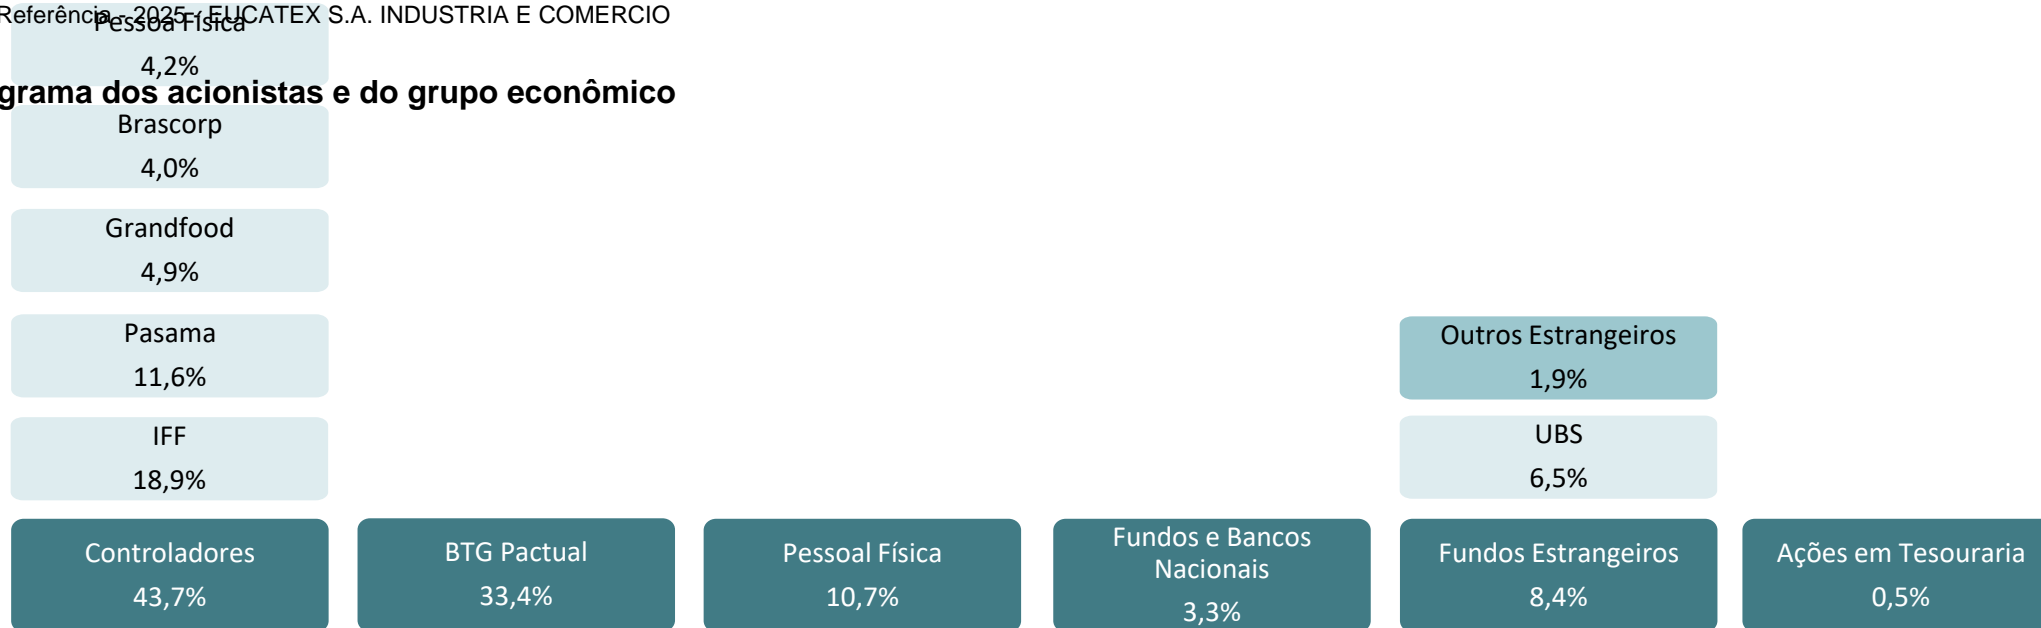 Referência - 2025 - EUCATEX S.A. INDUSTRIA E COMERCIO
Pessoa Física
4,2%
grama dos acionistas e do grupo econômico
Brascorp
4,0%
Grandfood
4,9%
Pasama
11,6%
IFF
18,9%
Outros Estrangeiros
1,9%
UBS
6,5%
Controladores
43,7%
BTG Pactual
33,4%
Pessoal Física
10,7%
Fundos e Bancos
Nacionais
3,3%
Fundos Estrangeiros
8,4%
Ações em Tesouraria
0,5%